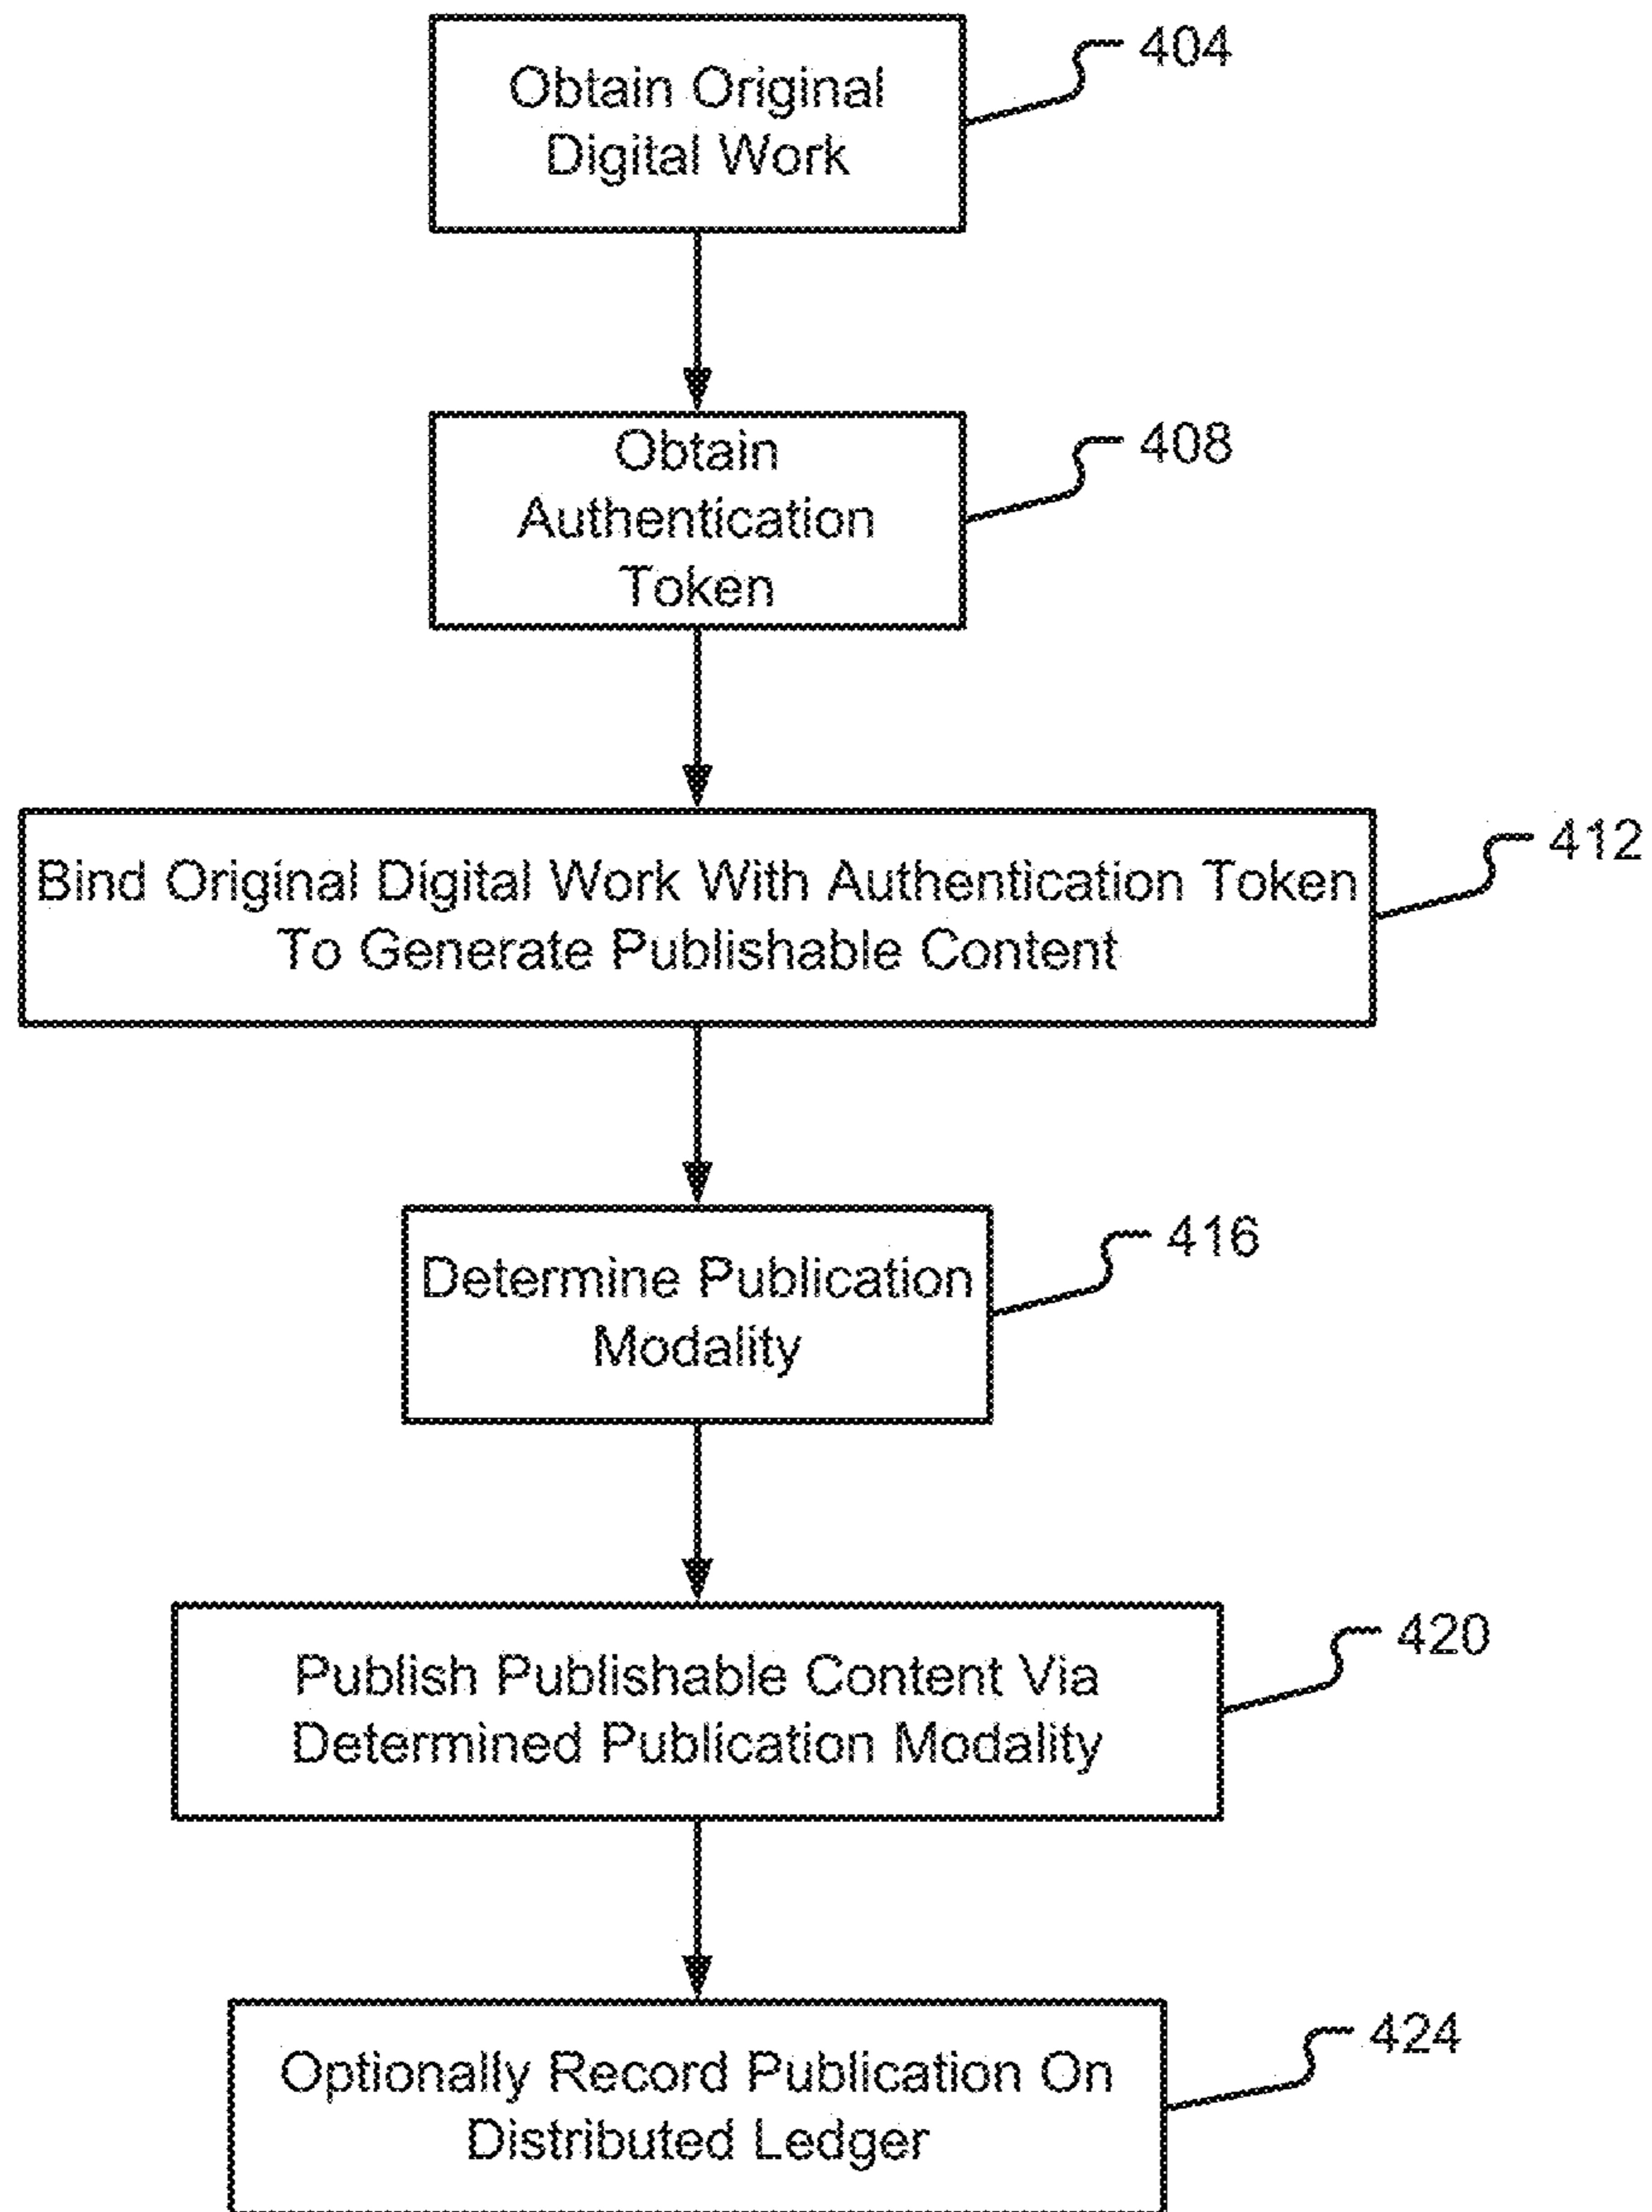 Obtain Original
Digital Work
404
Obtain
Authentication
Token
408
Bind Original Digital Work With Authentication Token
To Generate Publishable Content
412
Determine Publication
Modality
416
Publish Publishable Content Via
Determined Publication Modality
420
Optionally Record Publication On
Distributed Ledger
424